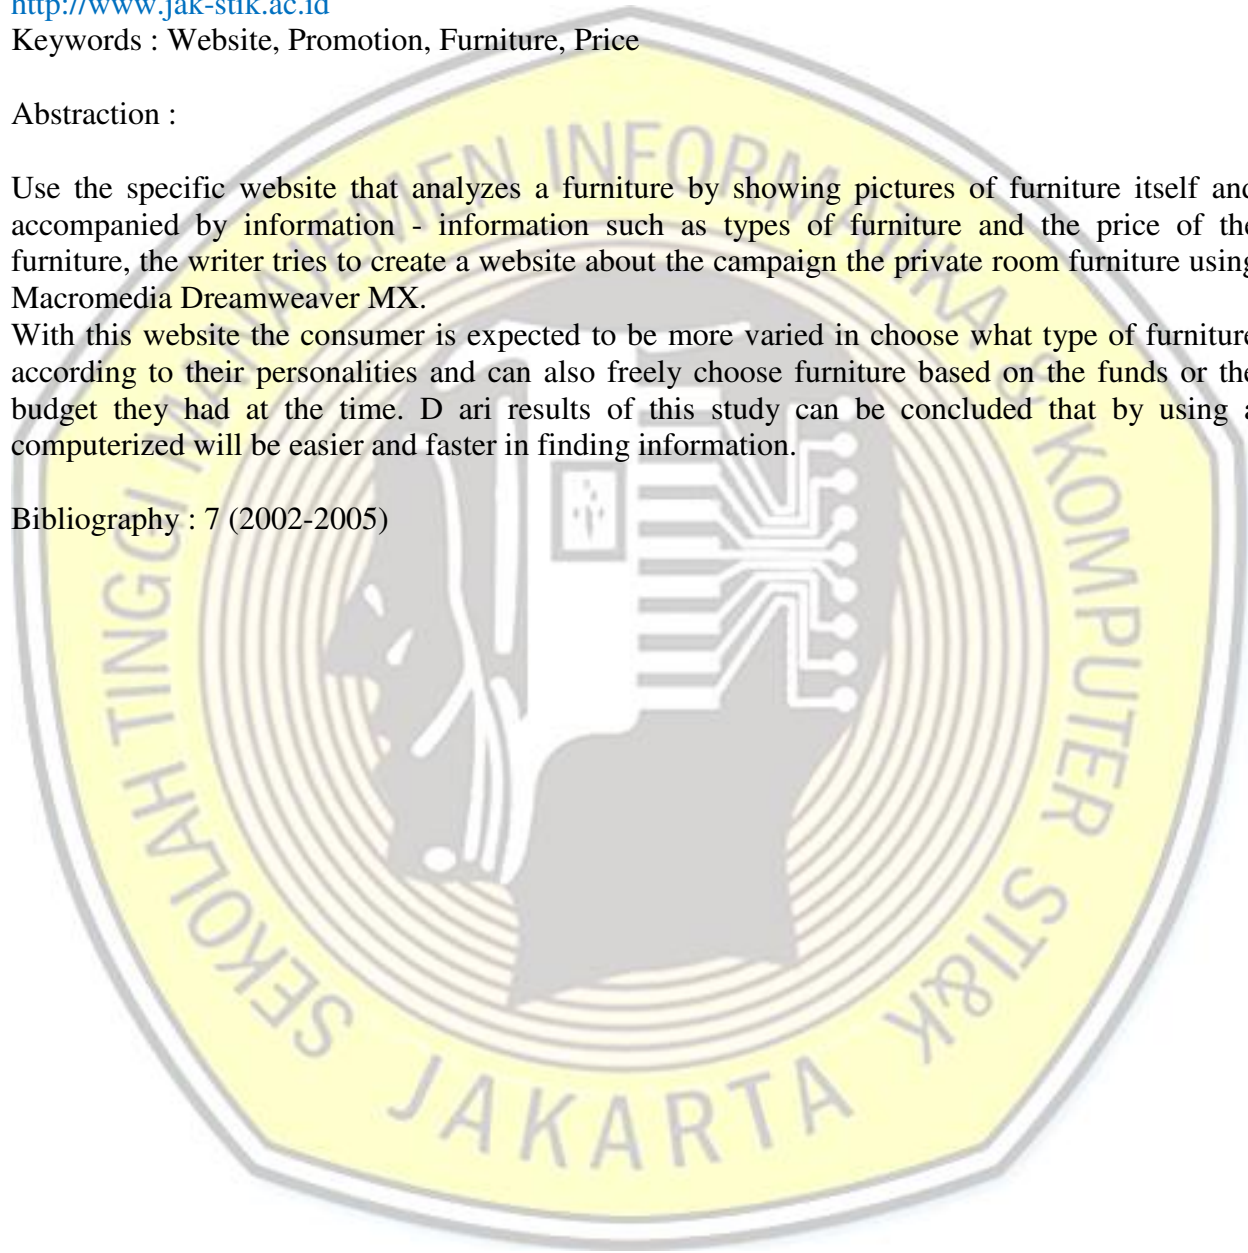 http://www.jak-stik.ac.id
Keywords : Website, Promotion, Furniture, Price
Abstraction :
Use the specific website that analyzes a furniture by showing pictures of furniture itself and
accompanied by information - information such as types of furniture and the price of the
furniture, the writer tries to create a website about the campaign the private room furniture using
Macromedia Dreamweaver MX.
With this website the consumer is expected to be more varied in choose what type of furniture
according to their personalities and can also freely choose furniture based on the funds or the
budget they had at the time. D ari results of this study can be concluded that by using a
computerized will be easier and faster in finding information.
Bibliography : 7 (2002-2005)
SEKOLAH TINGGI MANAJEMEN INFORMATIKA & KOMPUTER STI&K
JAKARTA